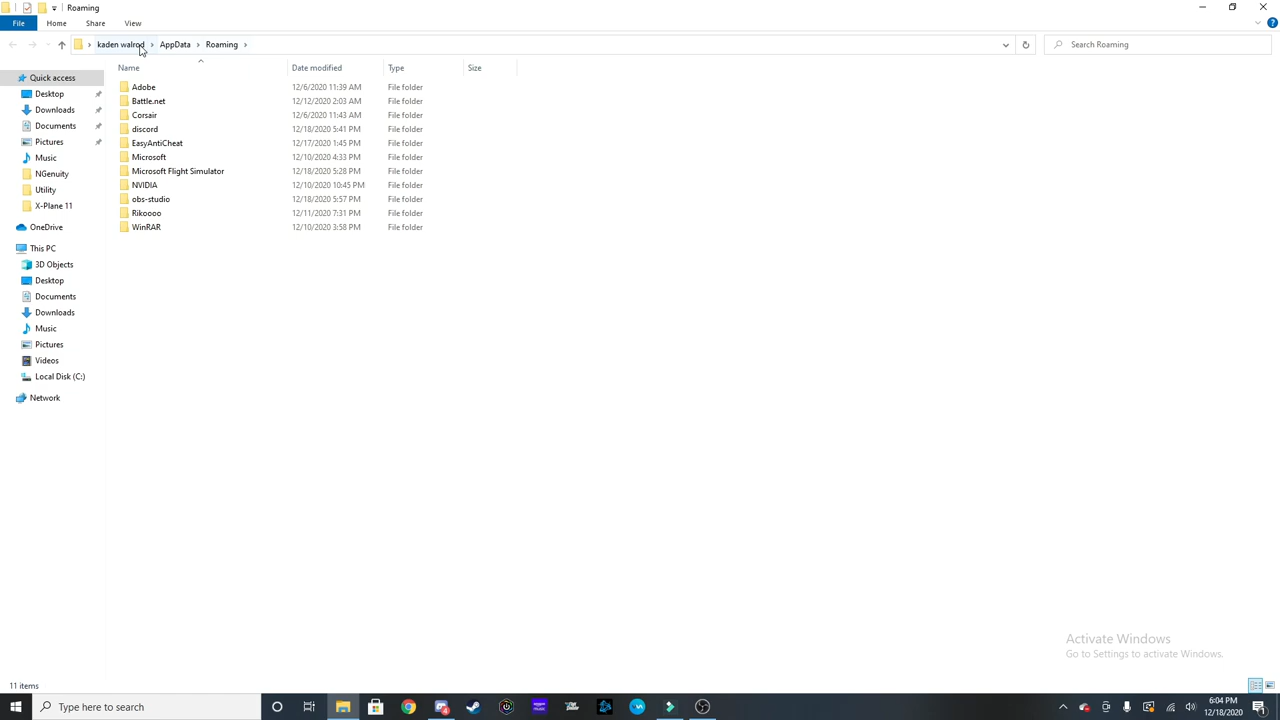 Roaming
File Home Share View
kaden walrod AppData Roaming
Search Roaming
Name Date modified Type Size
Quick access
Desktop
Downloads
Documents
Pictures
Music
NGenuity
Utility
X-Plane 11
OneDrive
This PC
3D Objects
Desktop
Documents
Downloads
Music
Pictures
Videos
Local Disk (C:)
Network
Adobe 12/6/2020 11:39 AM File folder
Battle.net 12/12/2020 2:03 AM File folder
Corsair 12/6/2020 11:43 AM File folder
discord 12/18/2020 5:41 PM File folder
EasyAntiCheat 12/17/2020 1:45 PM File folder
Microsoft 12/10/2020 4:33 PM File folder
Microsoft Flight Simulator 12/18/2020 5:28 PM File folder
NVIDIA 12/10/2020 10:45 PM File folder
obs-studio 12/18/2020 5:57 PM File folder
Rikoooo 12/11/2020 7:31 PM File folder
WinRAR 12/10/2020 3:58 PM File folder
Activate Windows
Go to Settings to activate Windows.
11 items
Type here to search
6:04 PM
12/18/2020